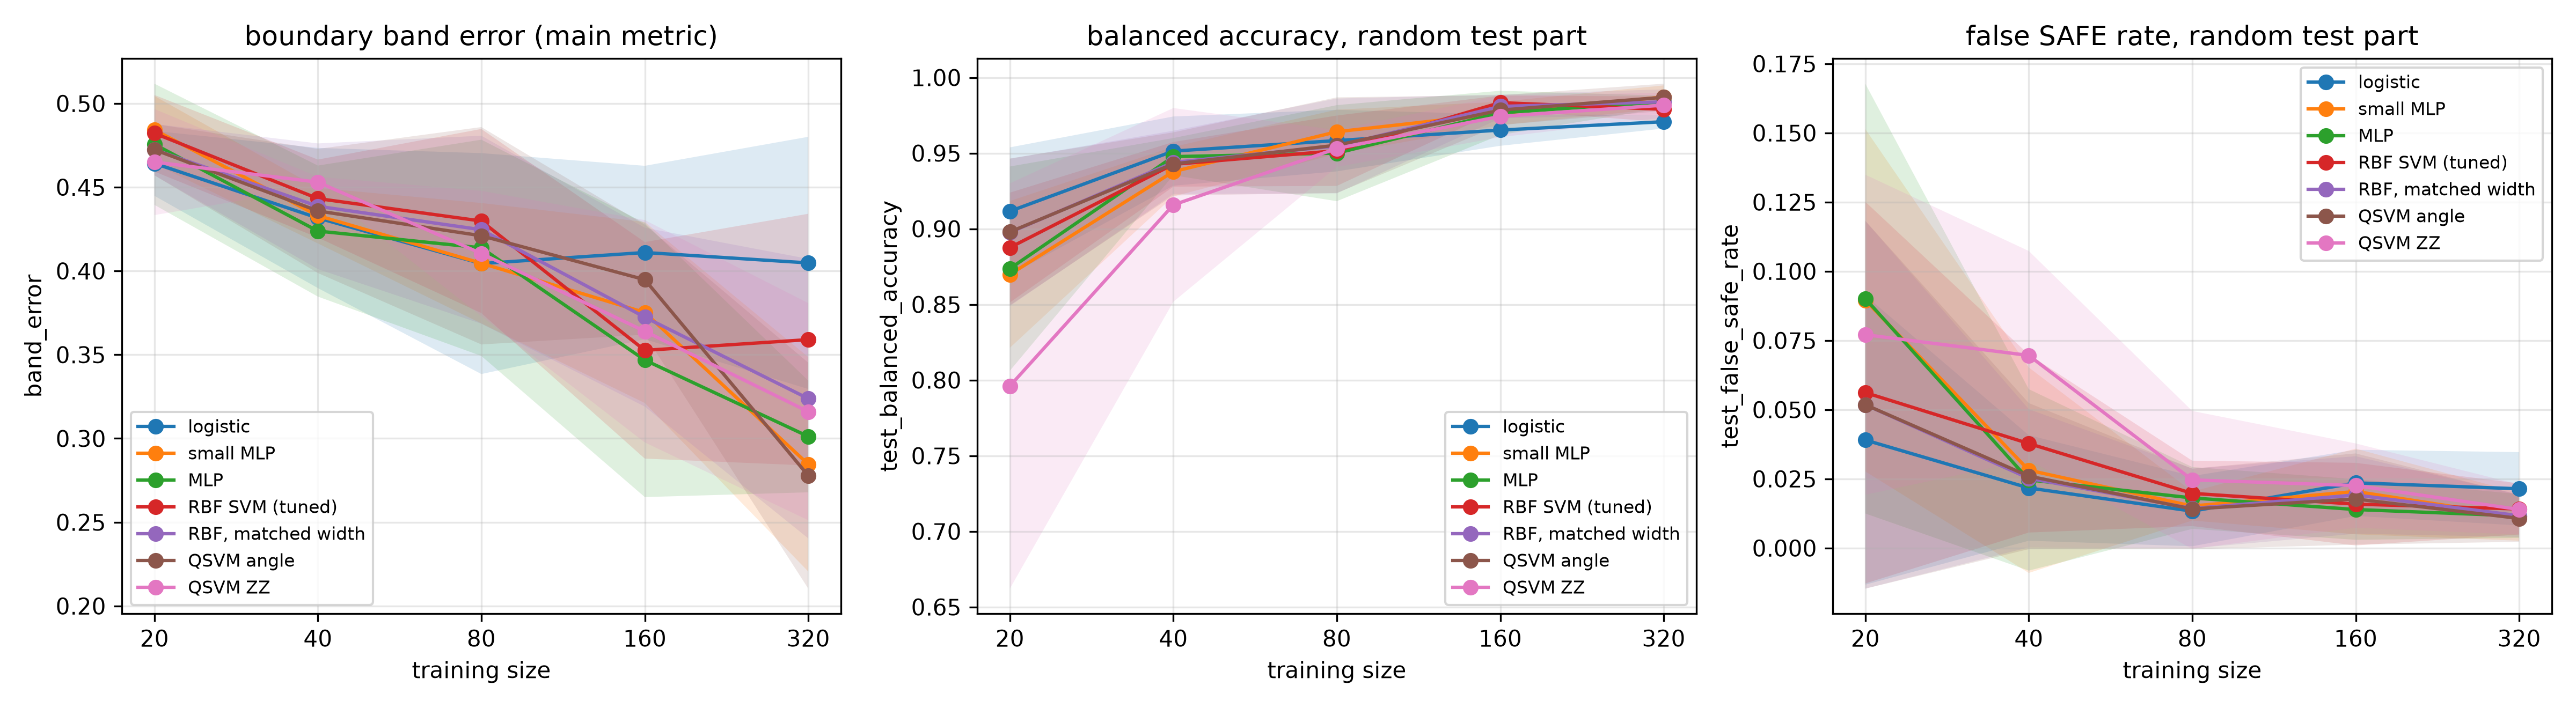 boundary band error (main metric)
band_error
0.50
0.45
0.40
0.35
0.30
0.25
0.20
logistic
small MLP
MLP
RBF SVM (tuned)
RBF, matched width
QSVM angle
QSVM ZZ
20 40 80 160 320
training size
balanced accuracy, random test part
test_balanced_accuracy
1.00
0.95
0.90
0.85
0.80
0.75
0.70
0.65
logistic
small MLP
MLP
RBF SVM (tuned)
RBF, matched width
QSVM angle
QSVM ZZ
20 40 80 160 320
training size
false SAFE rate, random test part
test_false_safe_rate
0.175
0.150
0.125
0.100
0.075
0.050
0.025
0.000
logistic
small MLP
MLP
RBF SVM (tuned)
RBF, matched width
QSVM angle
QSVM ZZ
20 40 80 160 320
training size